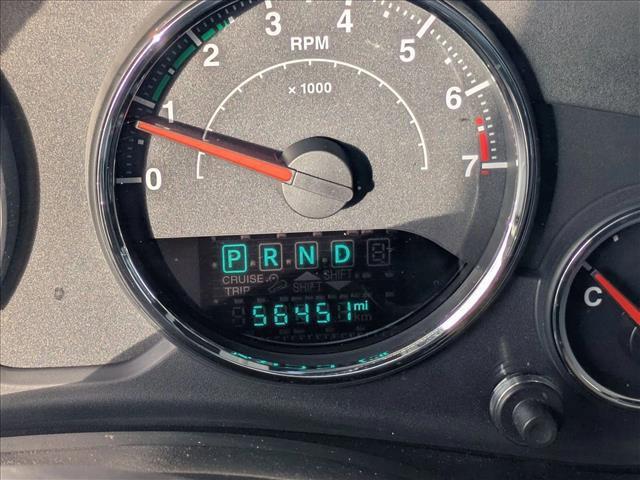 3 4
2 RPM 5
1 × 1000 6
0 7
P R N D
CRUISE SHIFT
TRIP SHIFT
56451 mi
km
C